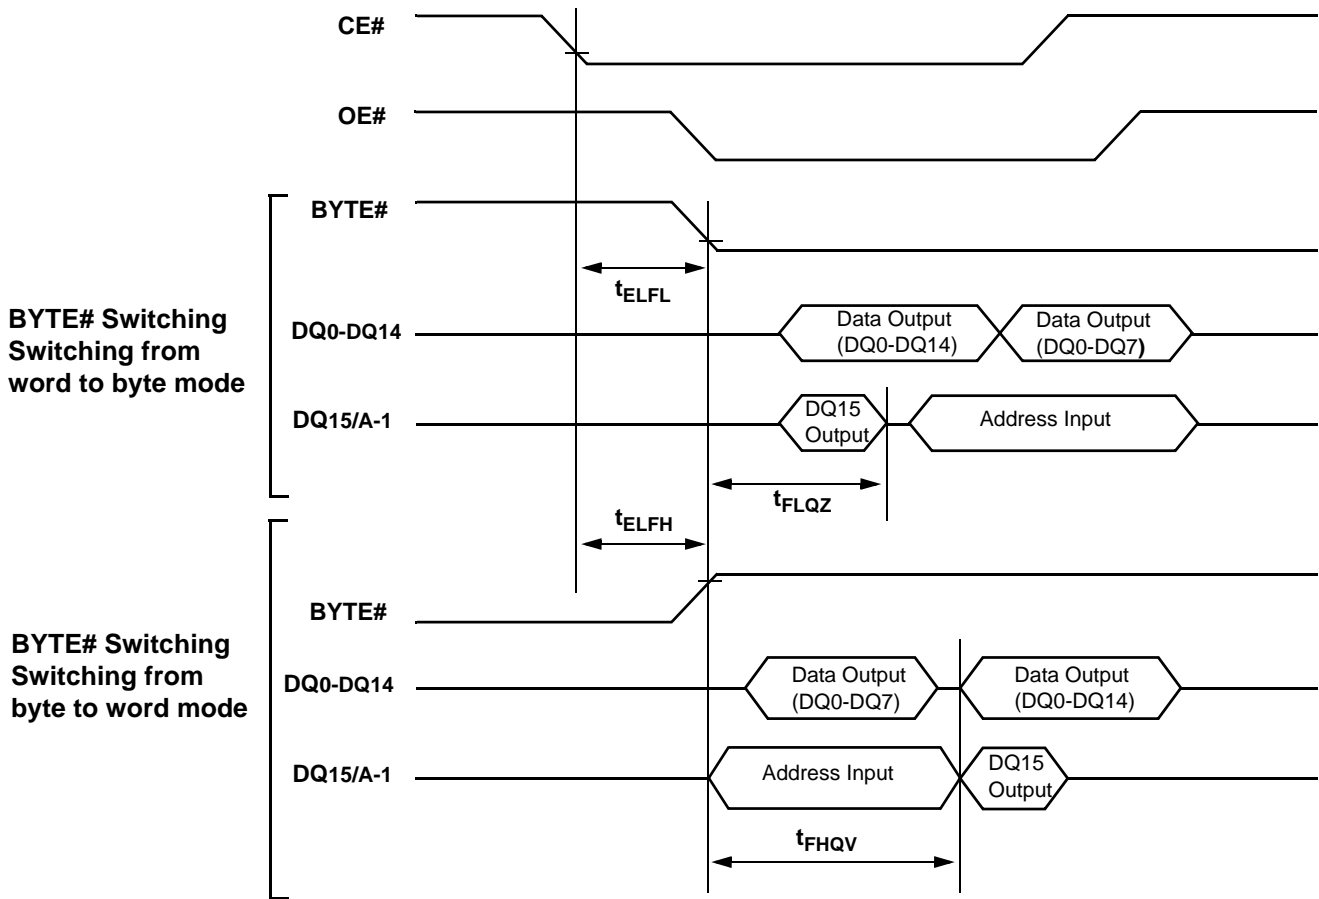 CE#
OE#
BYTE#
tELFL
BYTE# Switching
Switching from
word to byte mode
DQ0-DQ14
Data Output
(DQ0-DQ14)
Data Output
(DQ0-DQ7)
DQ15/A-1
DQ15
Output
Address Input
tFLQZ
tELFH
BYTE#
BYTE# Switching
Switching from
byte to word mode
DQ0-DQ14
Data Output
(DQ0-DQ7)
Data Output
(DQ0-DQ14)
DQ15/A-1
Address Input
DQ15
Output
tFHQV